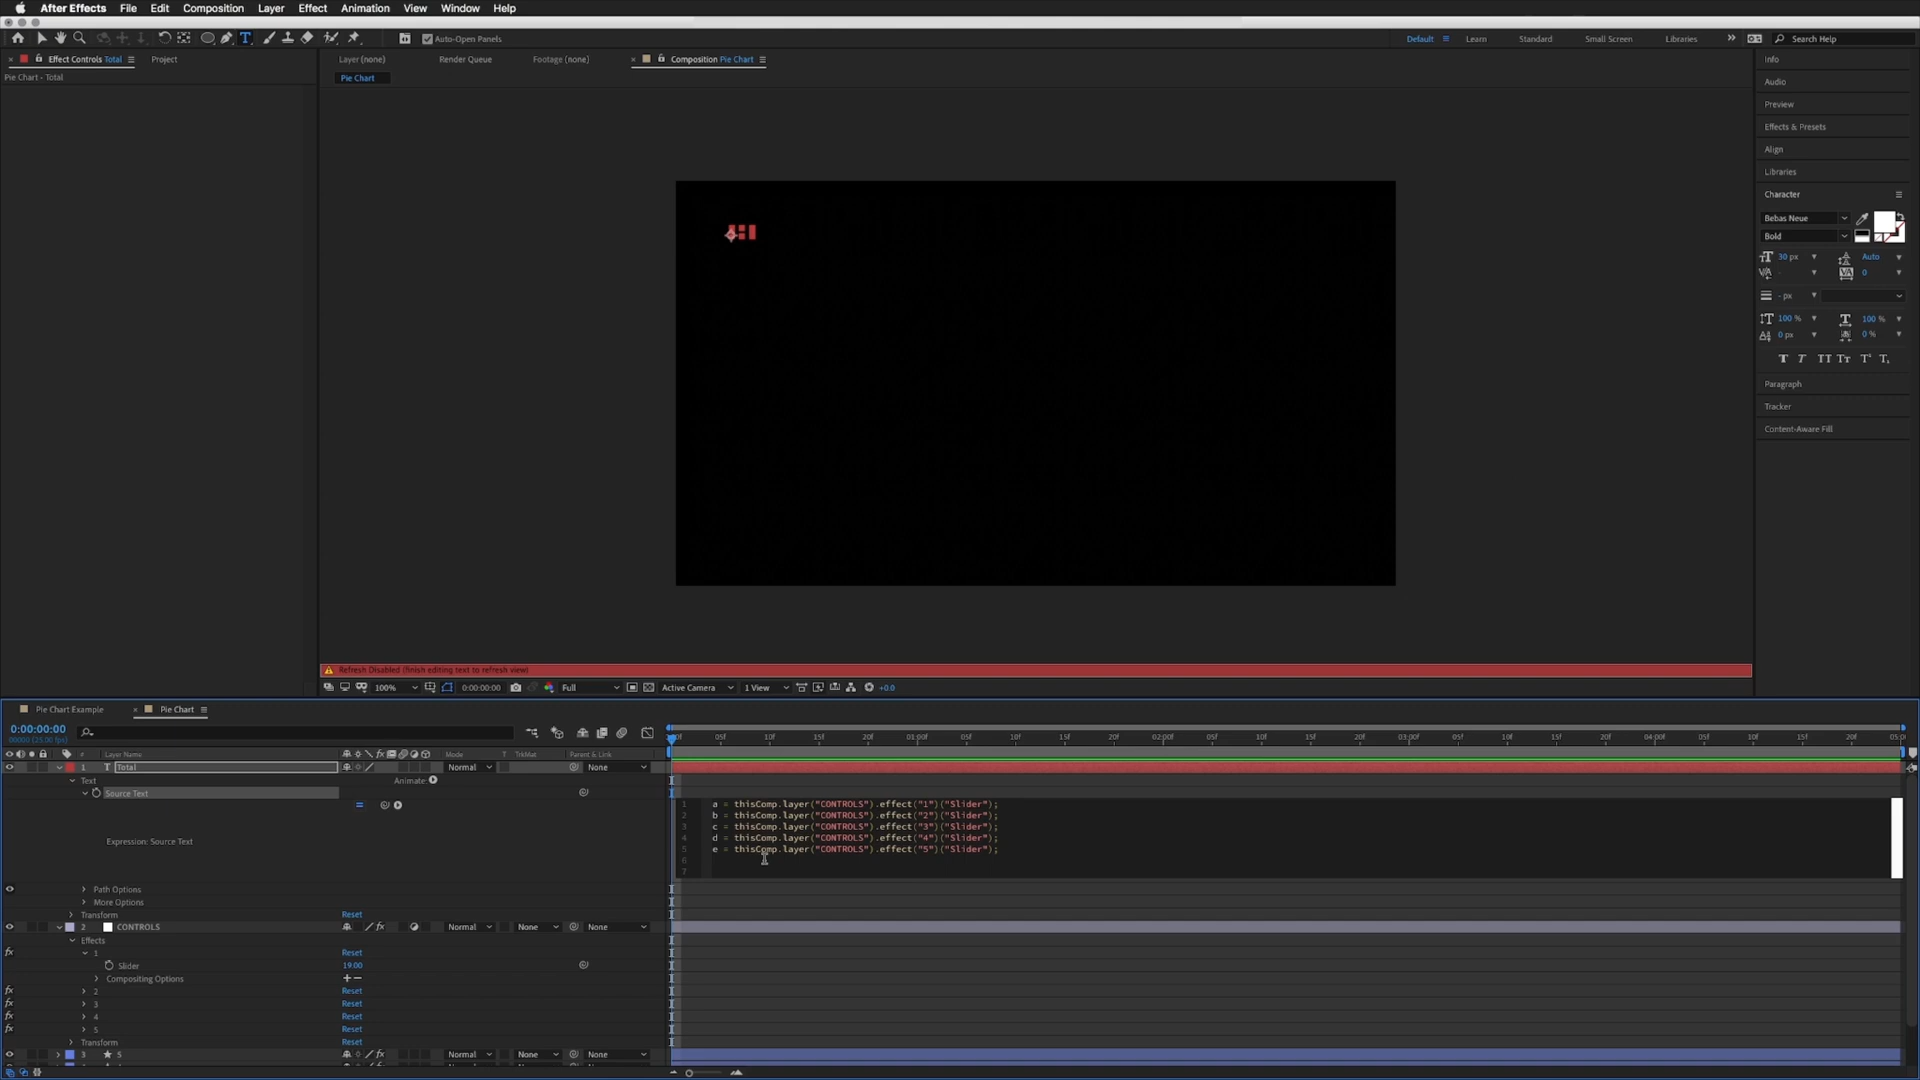 After Effects File Edit Composition Layer Effect Animation View Window Help
Auto-Open Panels
Default Learn Standard Small Screen Libraries Search Help
Effect Controls Total Project
Layer (none) Render Queue Footage (none) Composition Pie Chart
Pie Chart - Total
Pie Chart
Info
Audio
Preview
Effects & Presets
Align
Libraries
Character
Bebas Neue
Bold
30 px Auto
0
- px
100 % 100 %
0 px 0 %
Paragraph
Tracker
Content-Aware Fill
Refresh Disabled (finish editing text to refresh view)
100% 0:00:00:00 Full Active Camera 1 View +0.0
Pie Chart Example Pie Chart
0:00:00:00
00000 (25.00 fps)
05f 10f 15f 20f 01:00f 05f 10f 15f 20f 02:00f 05f 10f 15f 20f 03:00f 05f 10f 15f 20f 04:00f 05f 10f 15f 20f 05:0
# Layer Name Mode T TrkMat Parent & Link
1 T Total Normal None
Text Animate
Source Text
Expression: Source Text
1 a = thisComp.layer("CONTROLS").effect("1")("Slider");
2 b = thisComp.layer("CONTROLS").effect("2")("Slider");
3 c = thisComp.layer("CONTROLS").effect("3")("Slider");
4 d = thisComp.layer("CONTROLS").effect("4")("Slider");
5 e = thisComp.layer("CONTROLS").effect("5")("Slider");
6
7
Path Options
More Options
Transform Reset
2 CONTROLS Normal None None
Effects
fx 1 Reset
Slider 19.00
Compositing Options + −
fx 2 Reset
fx 3 Reset
fx 4 Reset
fx 5 Reset
Transform Reset
3 5 Normal None None